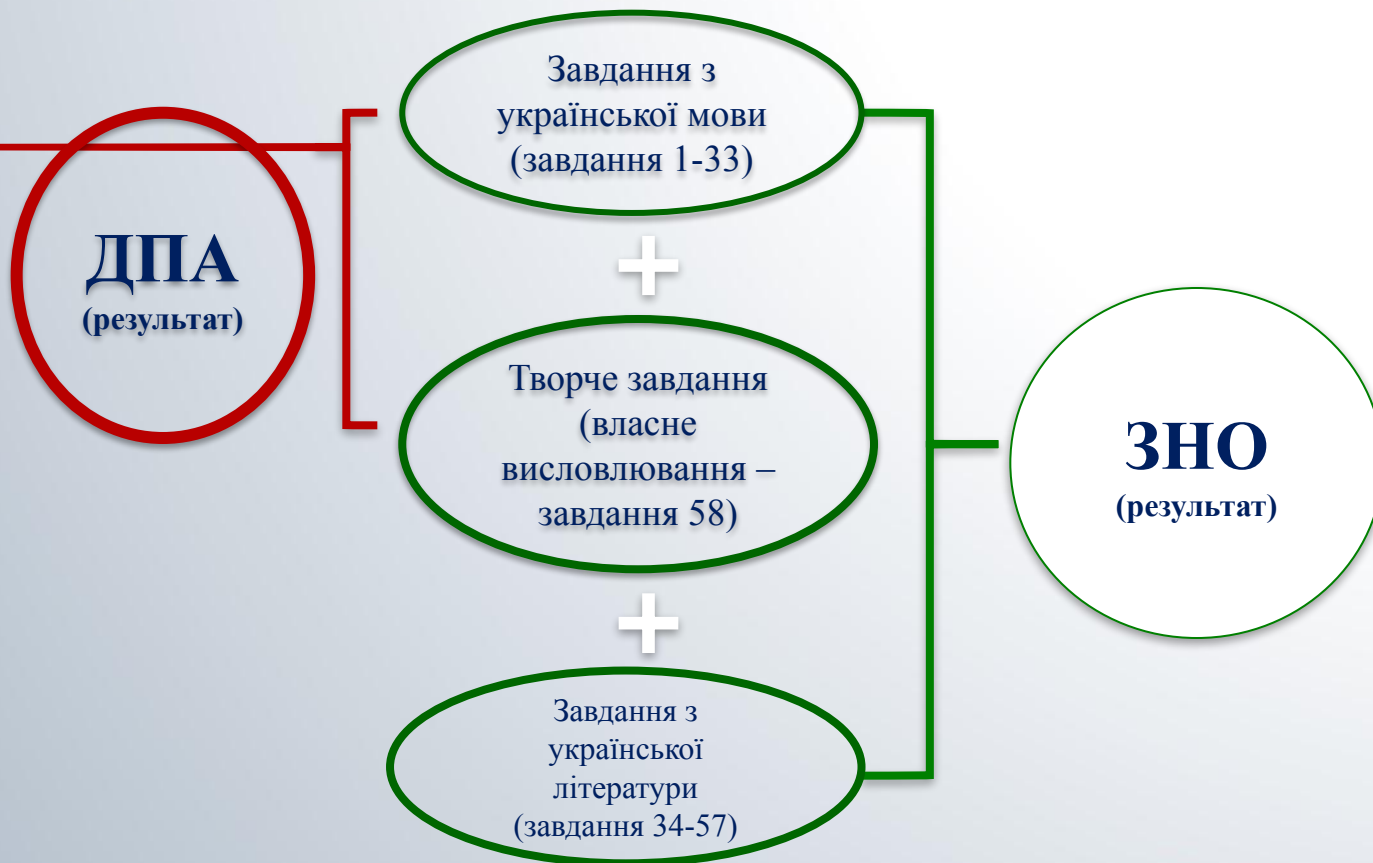 ДПА
(результат)
Завдання з
української мови
(завдання 1-33)
+
Творче завдання
(власне
висловлювання –
завдання 58)
+
Завдання з
української
літератури
(завдання 34-57)
ЗНО
(результат)